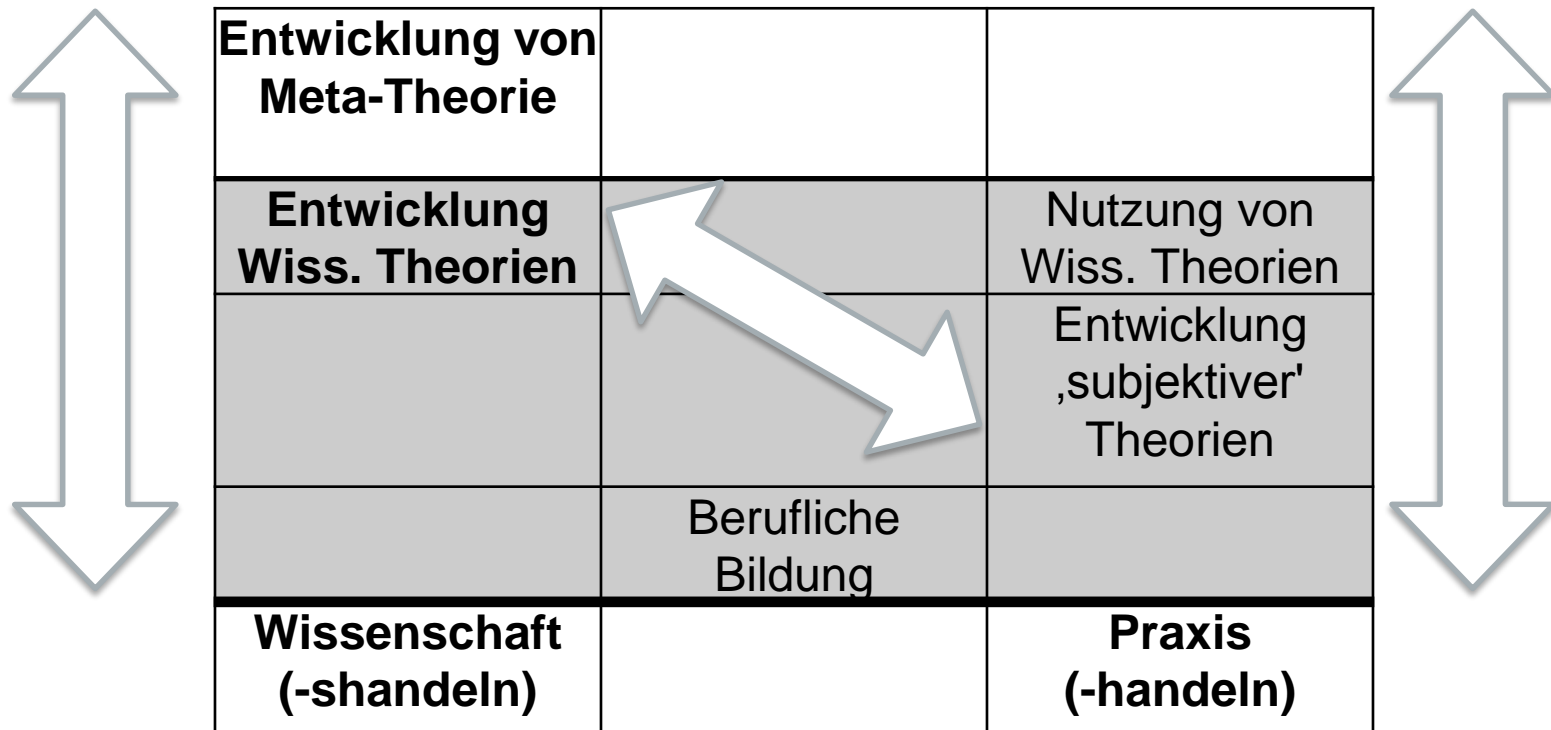 Entwicklung von
Meta-Theorie
Entwicklung
Wiss. Theorien
Nutzung von
Wiss. Theorien
Entwicklung
‚subjektiver'
Theorien
Berufliche
Bildung
Wissenschaft
(-shandeln)
Praxis
(-handeln)